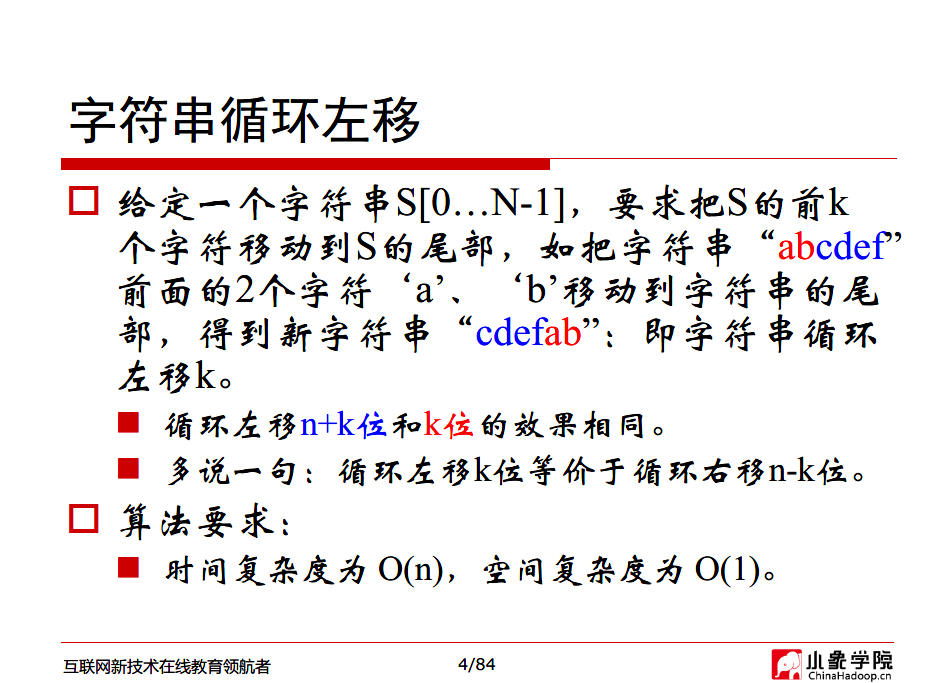 字符串循环左移
给定一个字符串S[0…N-1]，要求把S的前k
个字符移动到S的尾部，如把字符串“abcdef”
前面的2个字符‘a’、‘b’移动到字符串的尾
部，得到新字符串“cdefab”：即字符串循环
左移k。
循环左移n+k位和k位的效果相同。
多说一句：循环左移k位等价于循环右移n-k位。
算法要求：
时间复杂度为 O(n)，空间复杂度为 O(1)。
互联网新技术在线教育领航者
4/84
小象学院
ChinaHadoop.cn